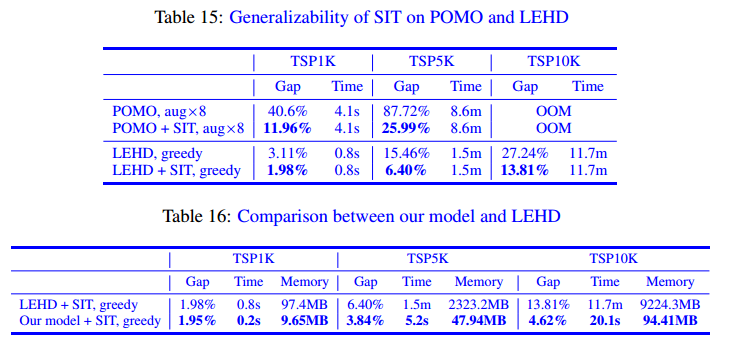 Table 15: Generalizability of SIT on POMO and LEHD
TSP1K TSP5K TSP10K
Gap Time Gap Time Gap Time
POMO, aug×8 40.6% 4.1s 87.72% 8.6m OOM
POMO + SIT, aug×8 11.96% 4.1s 25.99% 8.6m OOM
LEHD, greedy 3.11% 0.8s 15.46% 1.5m 27.24% 11.7m
LEHD + SIT, greedy 1.98% 0.8s 6.40% 1.5m 13.81% 11.7m
Table 16: Comparison between our model and LEHD
TSP1K TSP5K TSP10K
Gap Time Memory Gap Time Memory Gap Time Memory
LEHD + SIT, greedy 1.98% 0.8s 97.4MB 6.40% 1.5m 2323.2MB 13.81% 11.7m 9224.3MB
Our model + SIT, greedy 1.95% 0.2s 9.65MB 3.84% 5.2s 47.94MB 4.62% 20.1s 94.41MB